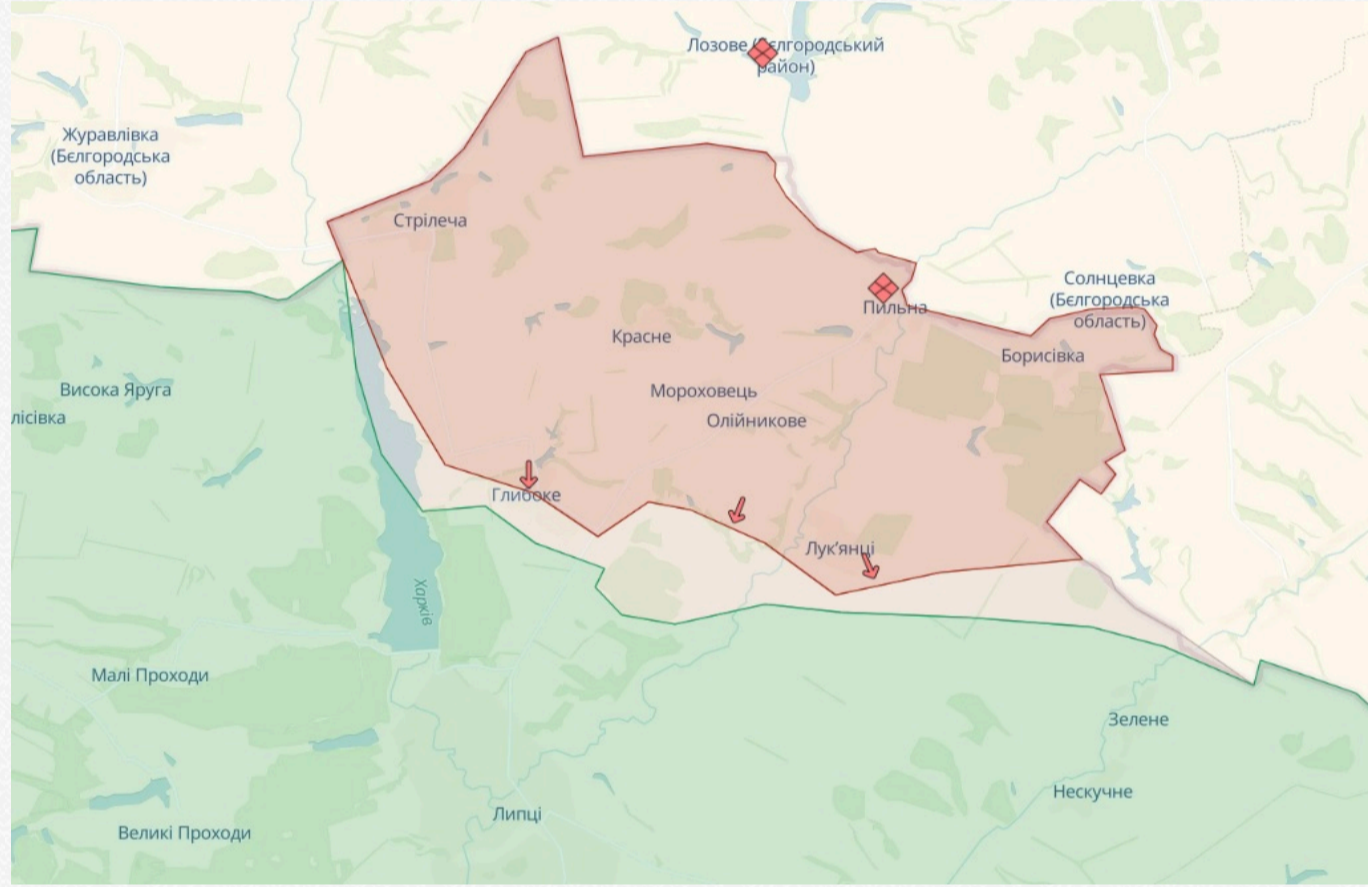 Лозове (Бєлгородський
район)
Журавлівка
(Бєлгородська
область)
Стрілеча
Солнцевка
(Бєлгородська
область)
Пильна
Красне
Борисівка
Висока Яруга
Мороховець
лісівка
Олійникове
Глибоке
Лук’янці
Харків
Малі Проходи
Зелене
Нескучне
Липці
Великі Проходи